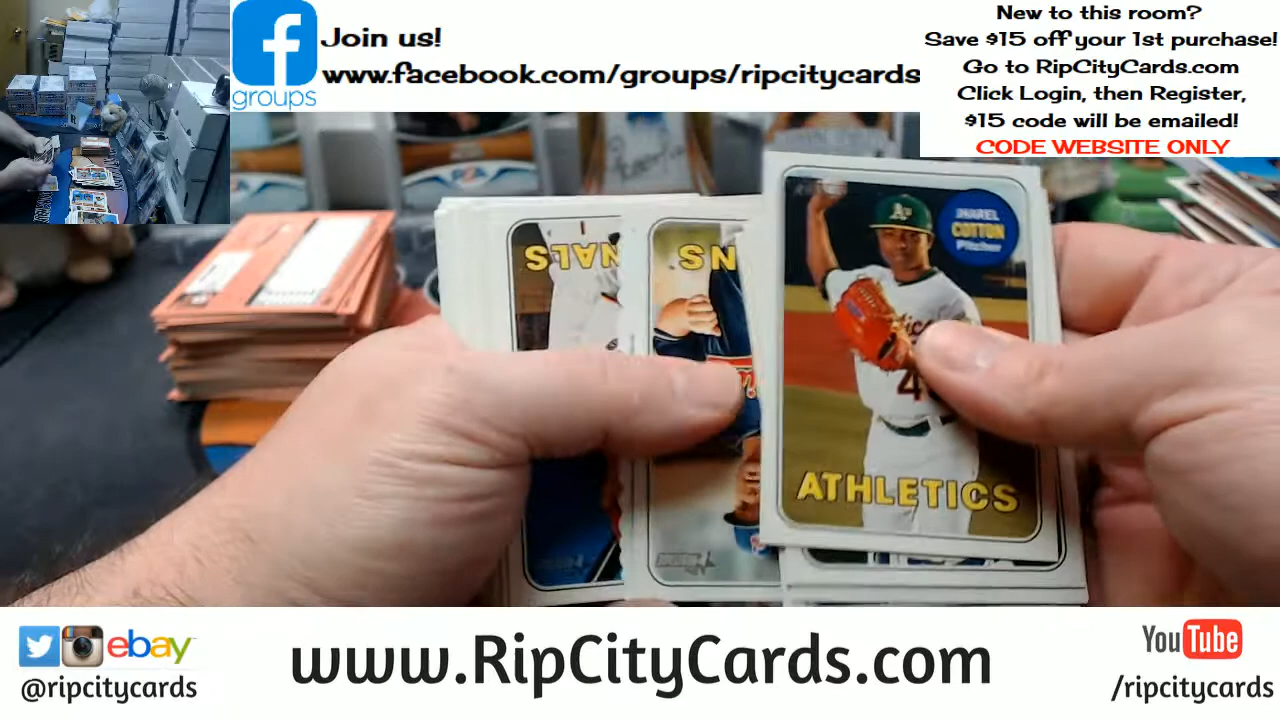 Join us!
www.facebook.com/groups/ripcitycards
groups
New to this room?
Save $15 off your 1st purchase!
Go to RipCityCards.com
Click Login, then Register,
$15 code will be emailed!
CODE WEBSITE ONLY
JHAREL
COTTON
Pitcher
A's
ATHLETICS
NALS
NS
ebay
@ripcitycards
www.RipCityCards.com
YouTube
/ripcitycards